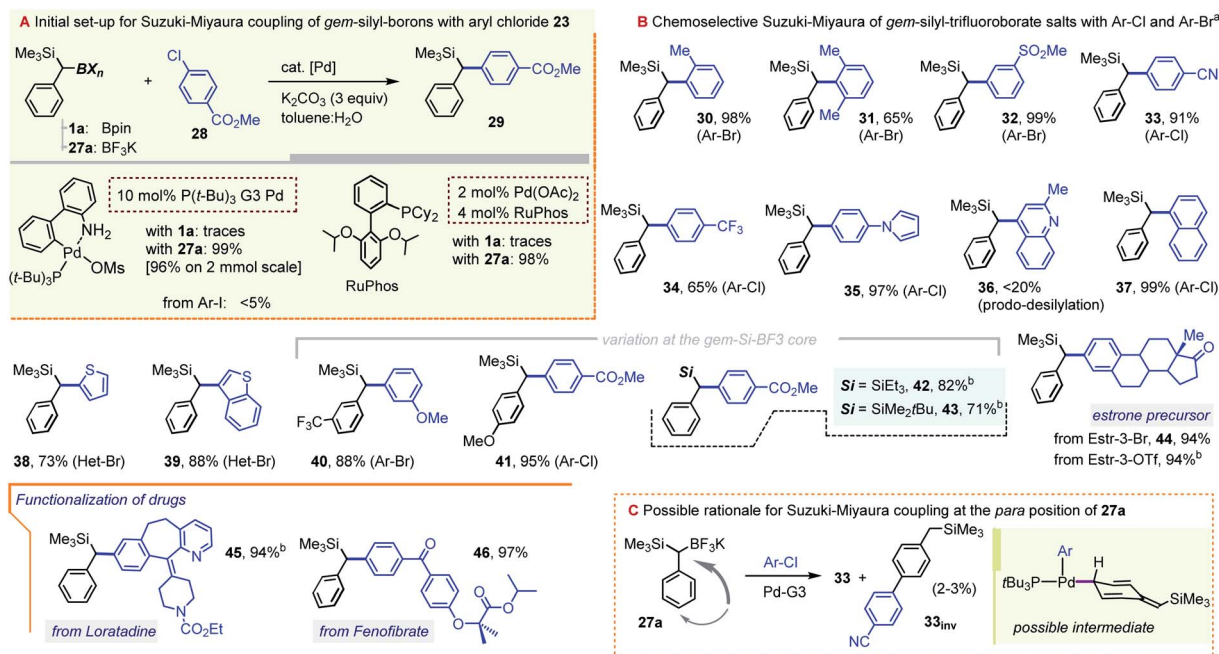 A Initial set-up for Suzuki-Miyaura coupling of gem-silyl-borons with aryl chloride 23
Me3Si
BXn
1a: Bpin
27a: BF3K
+
Cl
CO2Me
28
cat. [Pd]
K2CO3 (3 equiv)
toluene:H2O
Me3Si
CO2Me
29
10 mol% P(t-Bu)3 G3 Pd
NH2
Pd
OMs
(t-Bu)3P
with 1a: traces
with 27a: 99%
[96% on 2 mmol scale]
from Ar-I: <5%
PCy2
O
O
RuPhos
2 mol% Pd(OAc)2
4 mol% RuPhos
with 1a: traces
with 27a: 98%
B Chemoselective Suzuki-Miyaura of gem-silyl-trifluoroborate salts with Ar-Cl and Ar-Bra
Me3Si
Me
30, 98%
(Ar-Br)
Me3Si
Me
Me
31, 65%
(Ar-Br)
Me3Si
SO2Me
32, 99%
(Ar-Br)
Me3Si
CN
33, 91%
(Ar-Cl)
Me3Si
CF3
34, 65% (Ar-Cl)
Me3Si
N
35, 97% (Ar-Cl)
Me3Si
Me
N
36, <20%
(prodo-desilylation)
Me3Si
37, 99% (Ar-Cl)
variation at the gem-Si-BF3 core
Me3Si
S
38, 73% (Het-Br)
Me3Si
S
39, 88% (Het-Br)
Me3Si
F3C
OMe
40, 88% (Ar-Br)
Me3Si
CO2Me
MeO
41, 95% (Ar-Cl)
Si
CO2Me
Si = SiEt3, 42, 82%b
Si = SiMe2tBu, 43, 71%b
Me3Si
Me
O
estrone precursor
from Estr-3-Br, 44, 94%
from Estr-3-OTf, 94%b
Functionalization of drugs
Me3Si
N
N
CO2Et
45, 94%b
from Loratadine
Me3Si
O
O
O
O
46, 97%
from Fenofibrate
C Possible rationale for Suzuki-Miyaura coupling at the para position of 27a
Me3Si
BF3K
27a
Ar-Cl
Pd-G3
33 +
SiMe3
NC
(2-3%)
33inv
Ar
H
tBu3P
Pd
SiMe3
possible intermediate